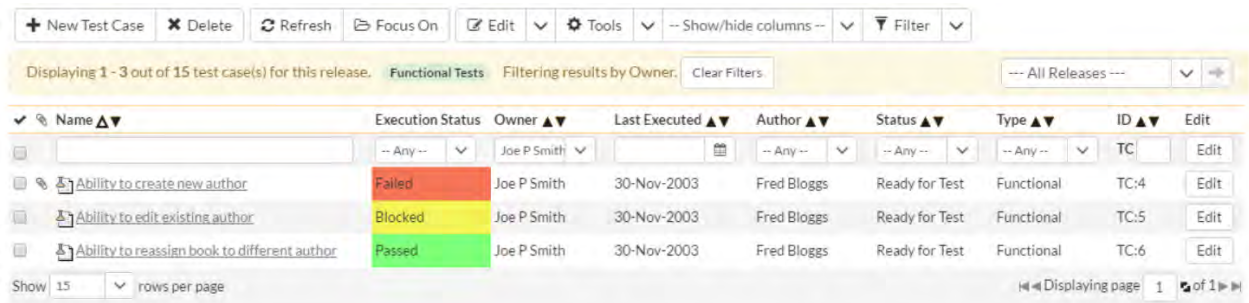 New Test Case Delete Refresh Focus On Edit Tools -- Show/hide columns -- Filter
Displaying 1 - 3 out of 15 test case(s) for this release. Functional Tests Filtering results by Owner. Clear Filters --- All Releases ---
Name Execution Status Owner Last Executed Author Status Type ID Edit
-- Any -- Joe P Smith -- Any -- -- Any -- -- Any -- TC Edit
Ability to create new author Failed Joe P Smith 30-Nov-2003 Fred Bloggs Ready for Test Functional TC:4 Edit
Ability to edit existing author Blocked Joe P Smith 30-Nov-2003 Fred Bloggs Ready for Test Functional TC:5 Edit
Ability to reassign book to different author Passed Joe P Smith 30-Nov-2003 Fred Bloggs Ready for Test Functional TC:6 Edit
Show 15 rows per page Displaying page 1 of 1